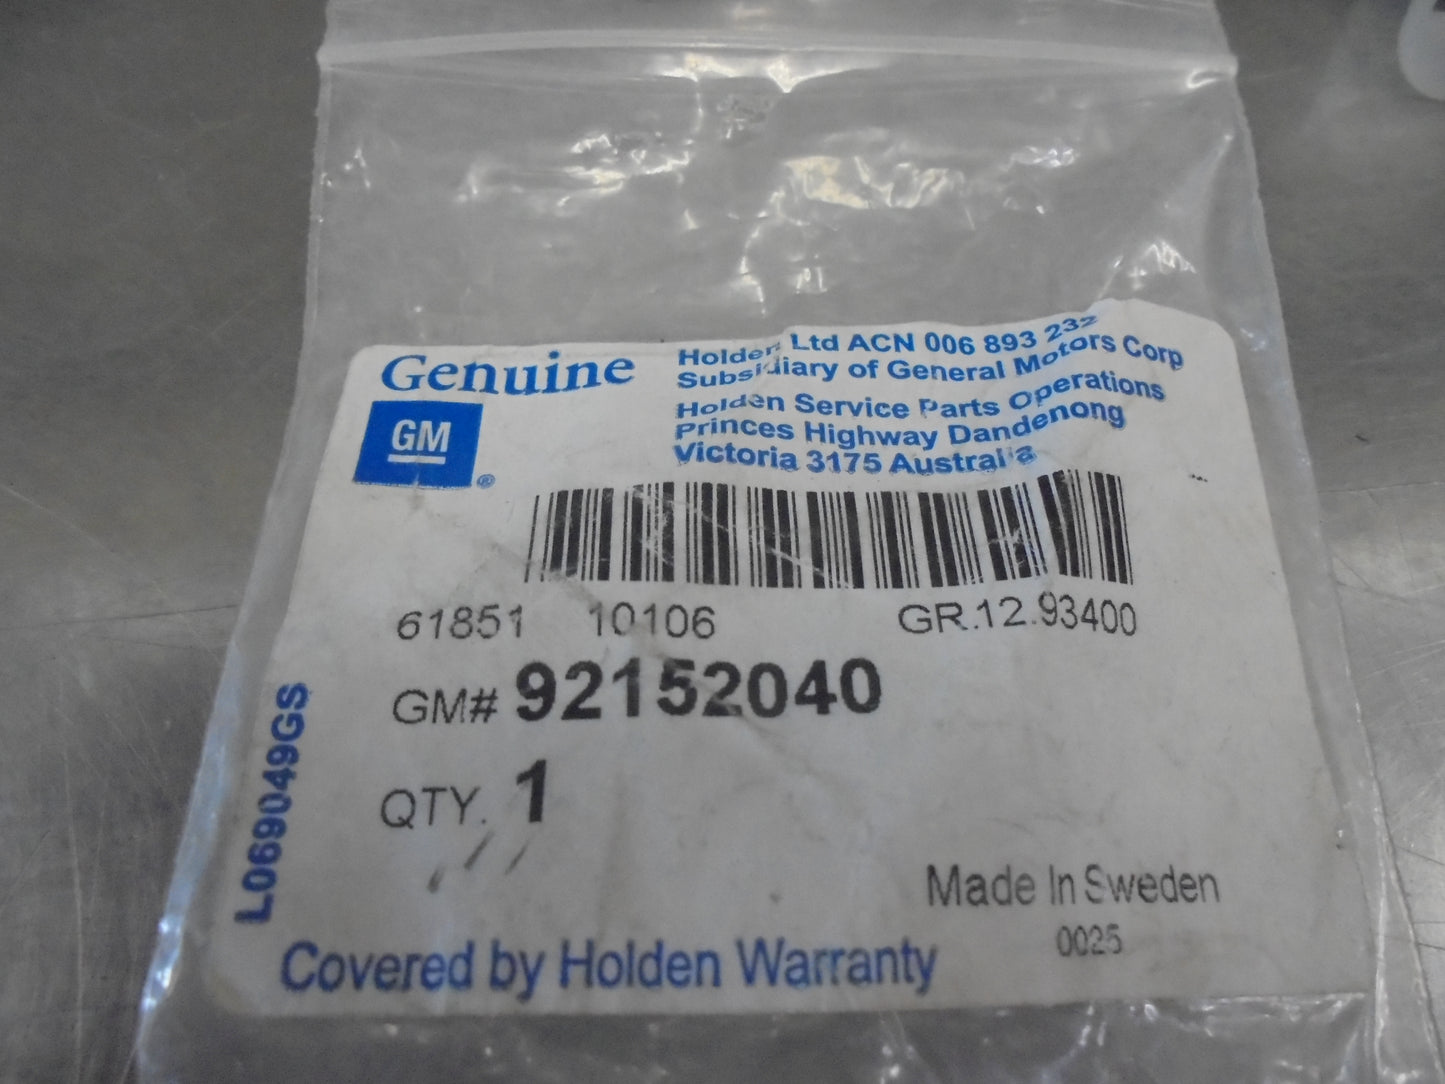 Genuine
GM®
Holden Ltd ACN 006 893 232
Subsidiary of General Motors Corp
Holden Service Parts Operations
Princes Highway Dandenong
Victoria 3175 Australia
61851 10106 GR.12.93400
GM# 92152040
QTY. 1
L069049GS
Made In Sweden
0025
Covered by Holden Warranty